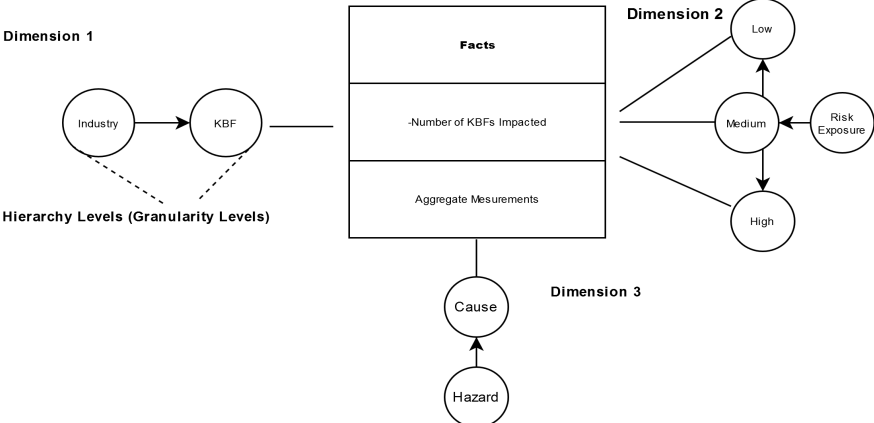 Dimension 1
Dimension 2
Low
Facts
Industry
KBF
-Number of KBFs Impacted
Medium
Risk
Exposure
Aggregate Mesurements
Hierarchy Levels (Granularity Levels)
High
Cause
Dimension 3
Hazard